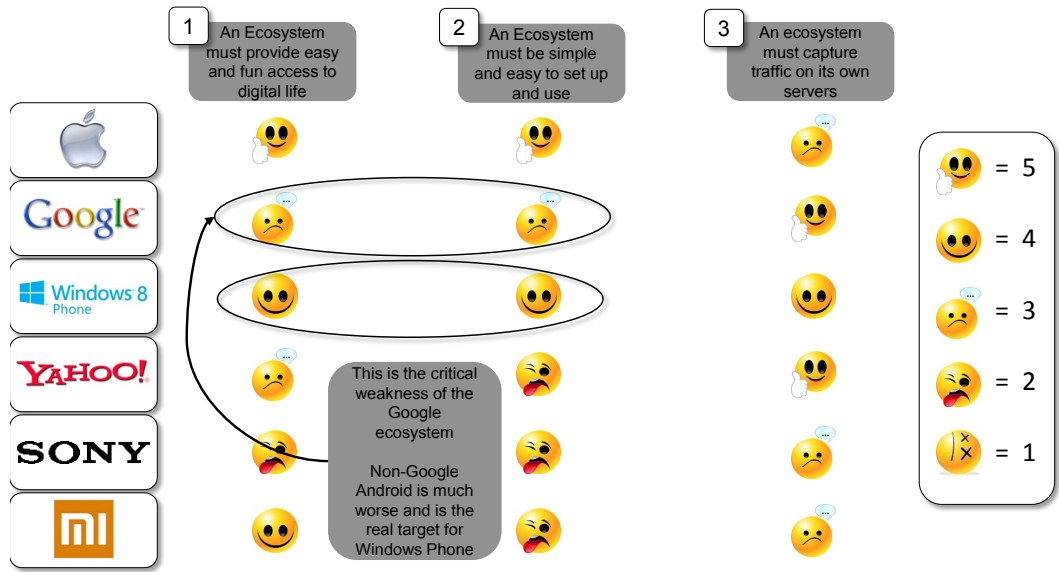 1
An Ecosystem
must provide easy
and fun access to
digital life
2
An Ecosystem
must be simple
and easy to set up
and use
3
An ecosystem
must capture
traffic on its own
servers
Google
Windows 8
Phone
YAHOO!
SONY
mi
This is the critical
weakness of the
Google
ecosystem
Non-Google
Android is much
worse and is the
real target for
Windows Phone
= 5
= 4
... = 3
= 2
= 1
...
...
...
...
...
...